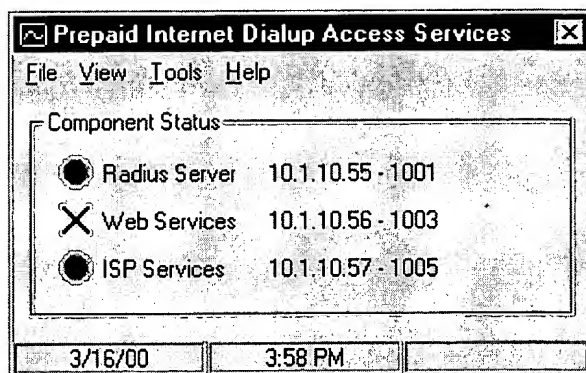 Prepaid Internet Dialup Access Services
File View Tools Help
Component Status
Radius Server 10.1.10.55 - 1001
Web Services 10.1.10.56 - 1003
ISP Services 10.1.10.57 - 1005
3/16/00 3:58 PM